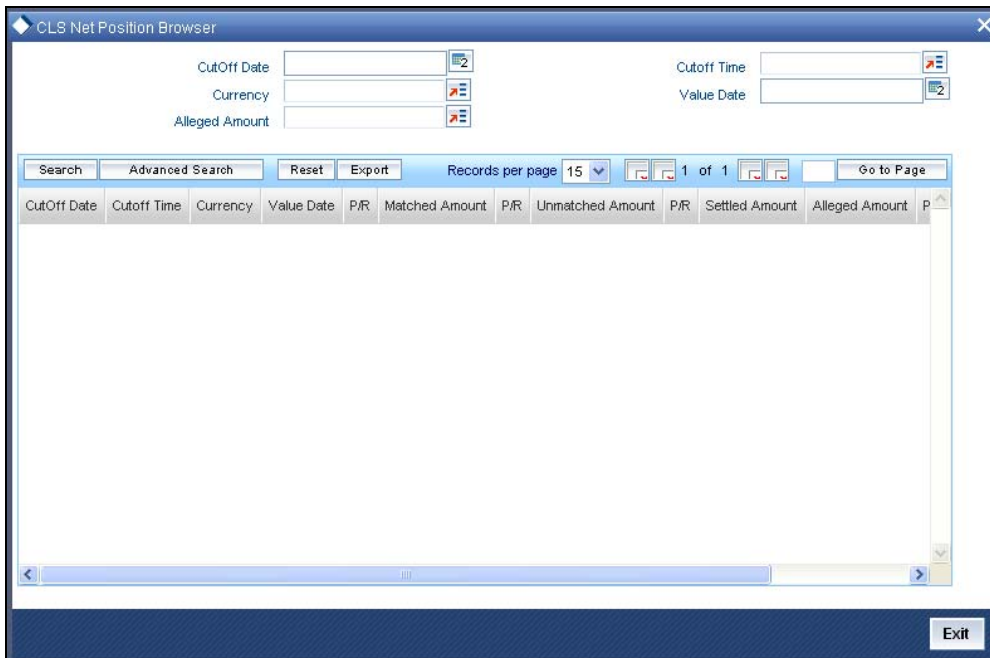 CLS Net Position Browser
CutOff Date
Cutoff Time
Currency
Value Date
Alleged Amount
Search Advanced Search Reset Export Records per page 15 1 of 1 Go to Page
CutOff Date Cutoff Time Currency Value Date P/R Matched Amount P/R Unmatched Amount P/R Settled Amount Alleged Amount P
Exit